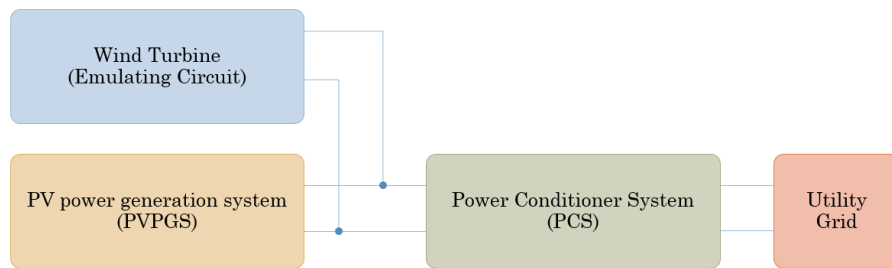 Wind Turbine
(Emulating Circuit)
PV power generation system
(PVPGS)
Power Conditioner System
(PCS)
Utility
Grid